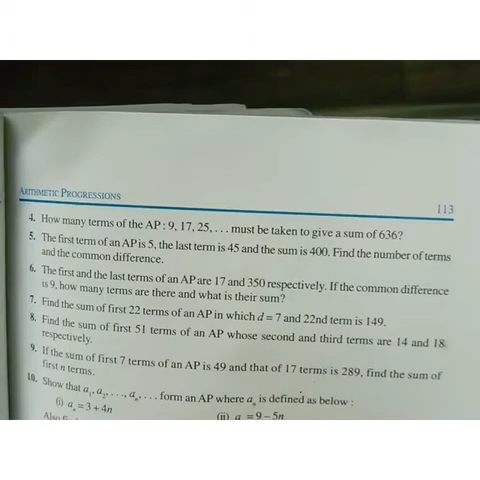 ARITHMETIC PROGRESSIONS
113
4. How many terms of the AP : 9, 17, 25, . . . must be taken to give a sum of 636?
5. The first term of an AP is 5, the last term is 45 and the sum is 400. Find the number of terms
and the common difference.
6. The first and the last terms of an AP are 17 and 350 respectively. If the common difference
is 9, how many terms are there and what is their sum?
7. Find the sum of first 22 terms of an AP in which d = 7 and 22nd term is 149.
8. Find the sum of first 51 terms of an AP whose second and third terms are 14 and 18
respectively.
9. If the sum of first 7 terms of an AP is 49 and that of 17 terms is 289, find the sum of
first n terms.
10. Show that a₁, a₂, . . ., aₙ, . . . form an AP where aₙ is defined as below :
(i) aₙ = 3 + 4n (ii) aₙ = 9 – 5n
Also